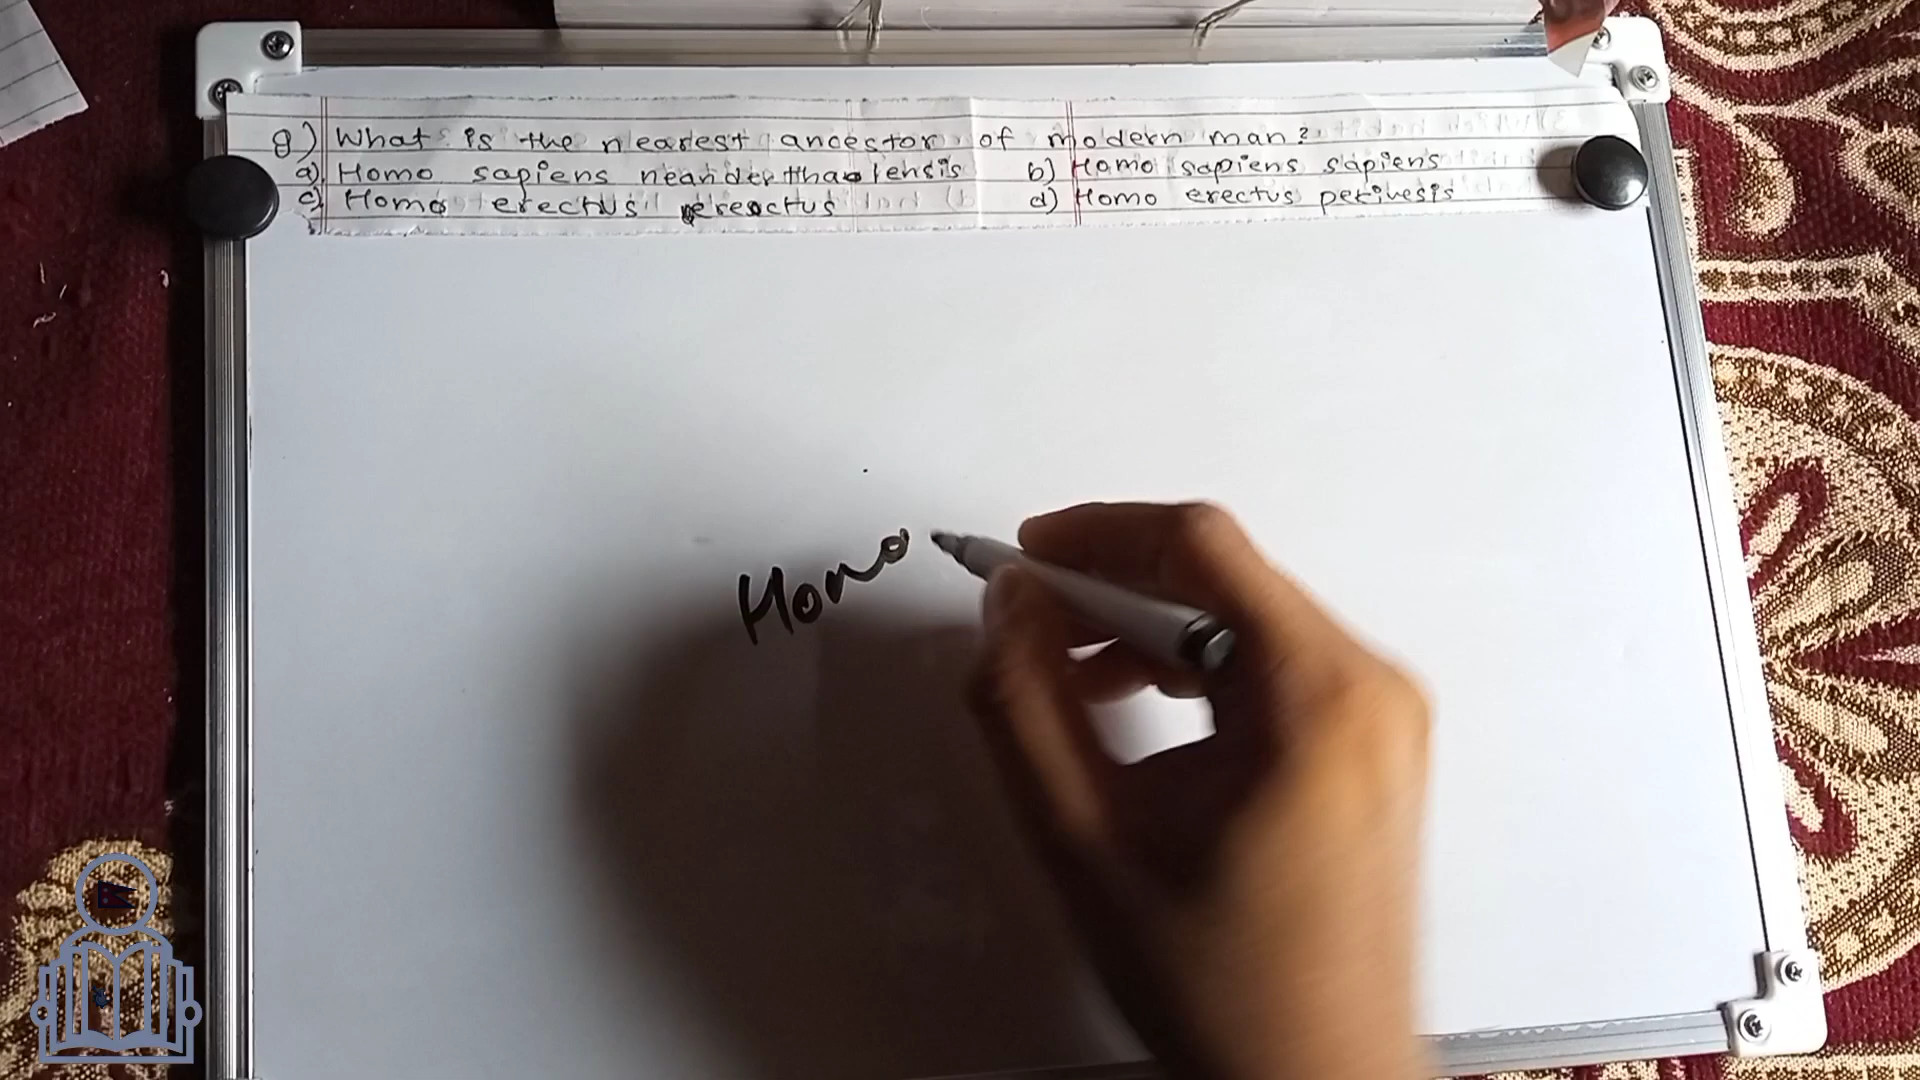 8) What is the nearest ancestor of modern man?
a) Homo sapiens neanderthalensis b) Homo sapiens sapiens
c) Homo erectus erectus d) Homo erectus pekinesis
Homo